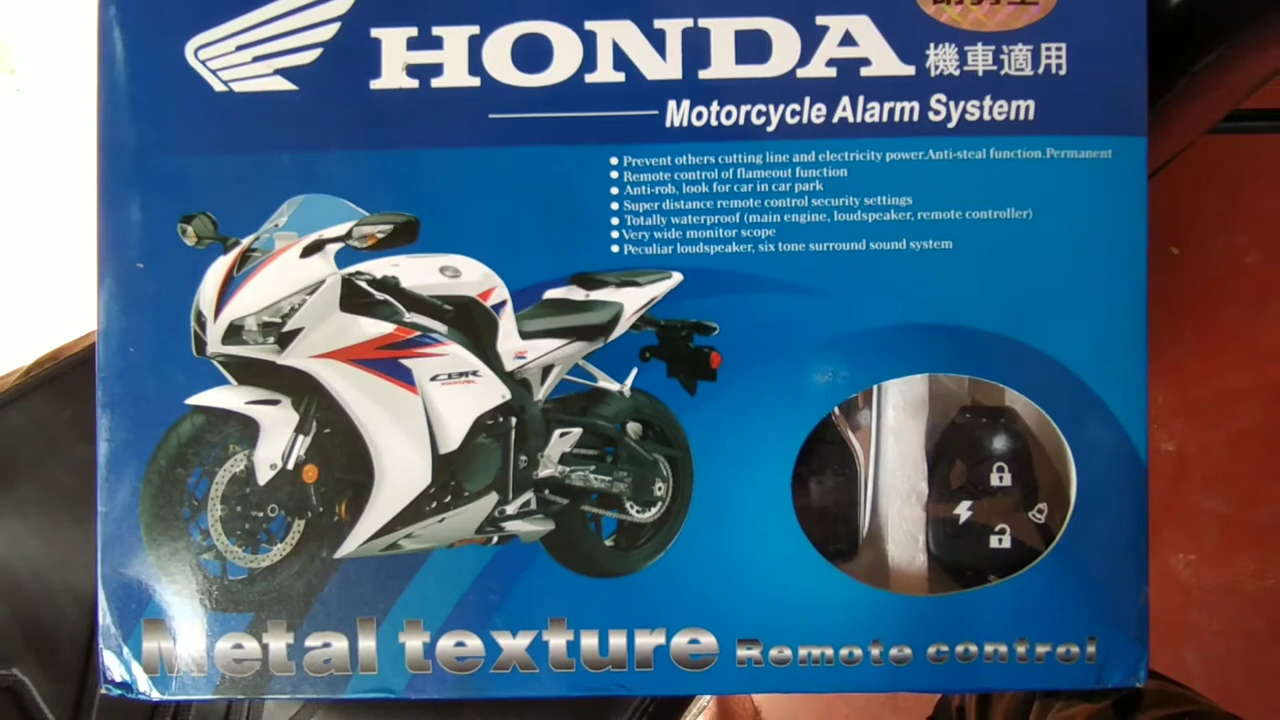 HONDA 機車適用
Motorcycle Alarm System
Prevent others cutting line and electricity power.Anti-steal function.Permanent
Remote control of flameout function
Anti-rob, look for car in car park
Super distance remote control security settings
Totally waterproof (main engine, loudspeaker, remote controller)
Very wide monitor scope
Peculiar loudspeaker, six tone surround sound system
CBR
Metal texture Remote control